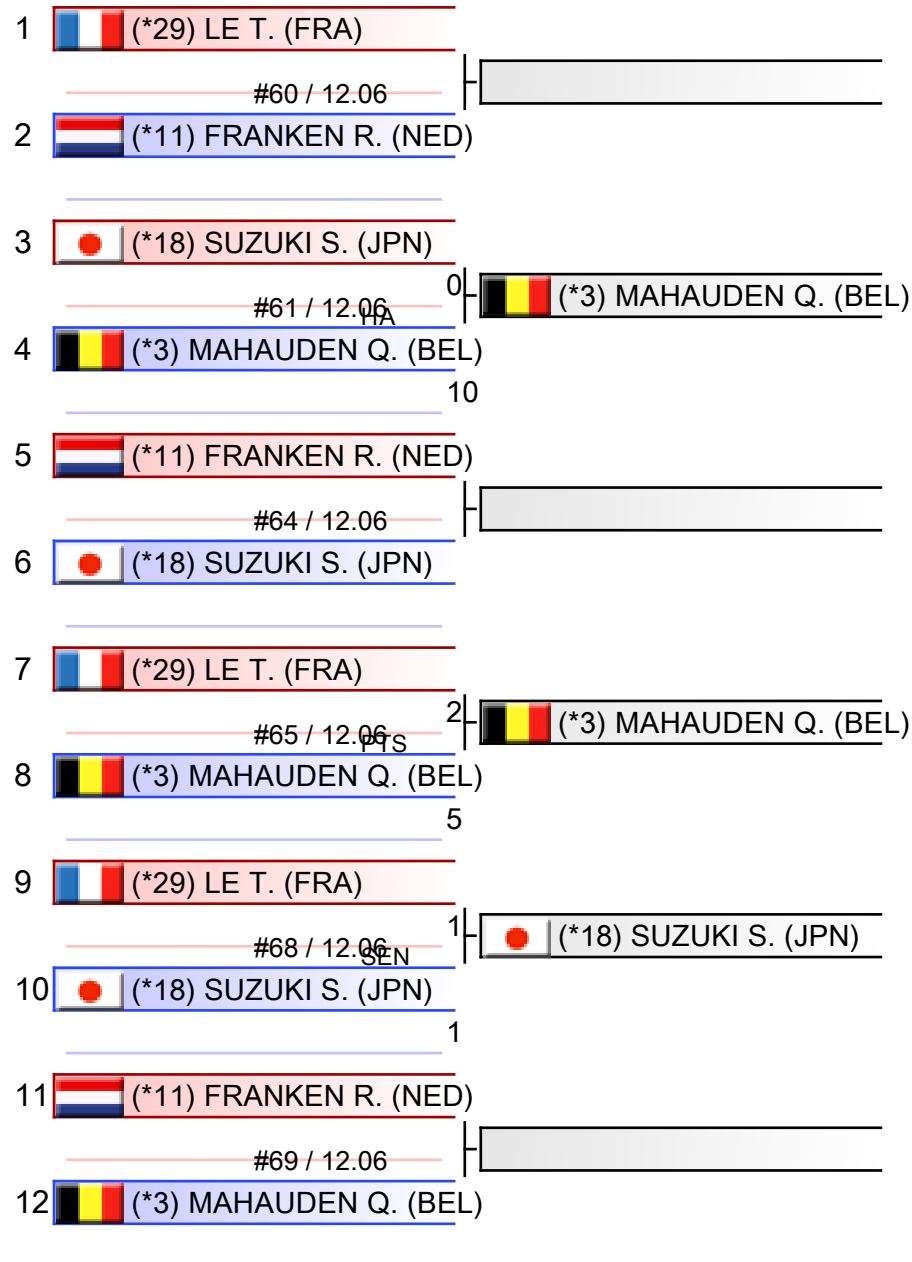 1 (*29) LE T. (FRA)
#60 / 12.06
2 (*11) FRANKEN R. (NED)
3 (*18) SUZUKI S. (JPN)
0 (*3) MAHAUDEN Q. (BEL)
#61 / 12.06 HA
4 (*3) MAHAUDEN Q. (BEL)
10
5 (*11) FRANKEN R. (NED)
#64 / 12.06
6 (*18) SUZUKI S. (JPN)
7 (*29) LE T. (FRA)
2 (*3) MAHAUDEN Q. (BEL)
#65 / 12.06 PTS
8 (*3) MAHAUDEN Q. (BEL)
5
9 (*29) LE T. (FRA)
1 (*18) SUZUKI S. (JPN)
#68 / 12.06 SEN
10 (*18) SUZUKI S. (JPN)
1
11 (*11) FRANKEN R. (NED)
#69 / 12.06
12 (*3) MAHAUDEN Q. (BEL)